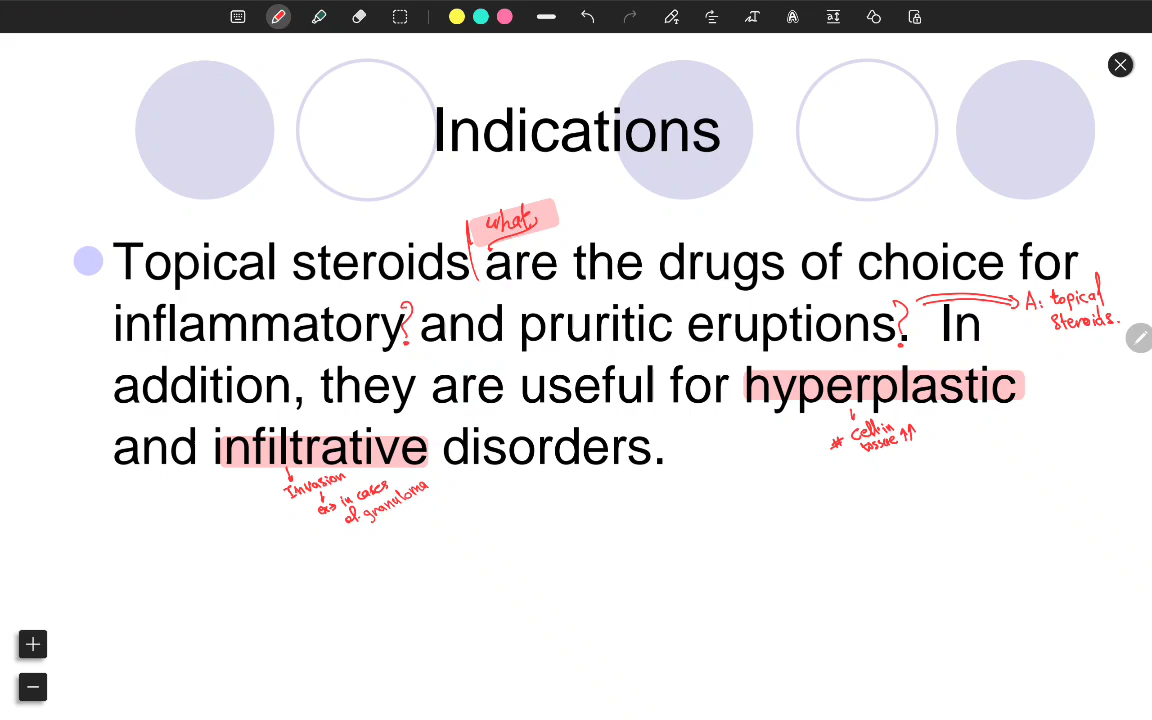 Indications
what
Topical steroids are the drugs of choice for
inflammatory? and pruritic eruptions?. In
A: topical
steroids.
addition, they are useful for hyperplastic
# cell in
tissue ↑↑
and infiltrative disorders.
Invasion
ex→ in cases
of granuloma